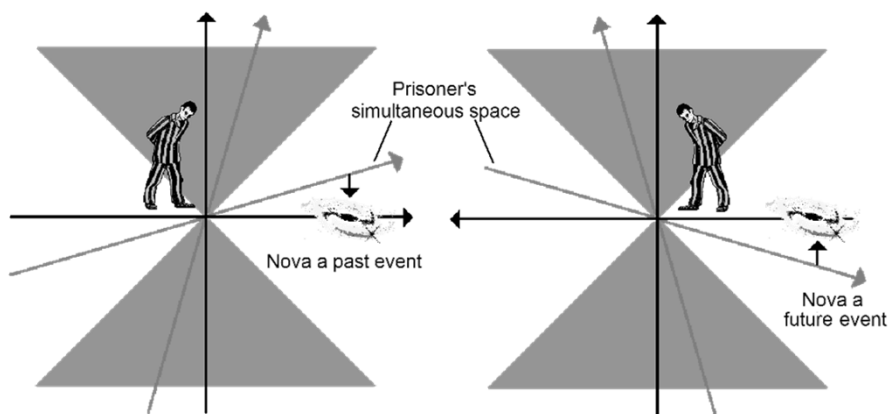 Prisoner's
simultaneous space
Nova a past event
Nova a
future event